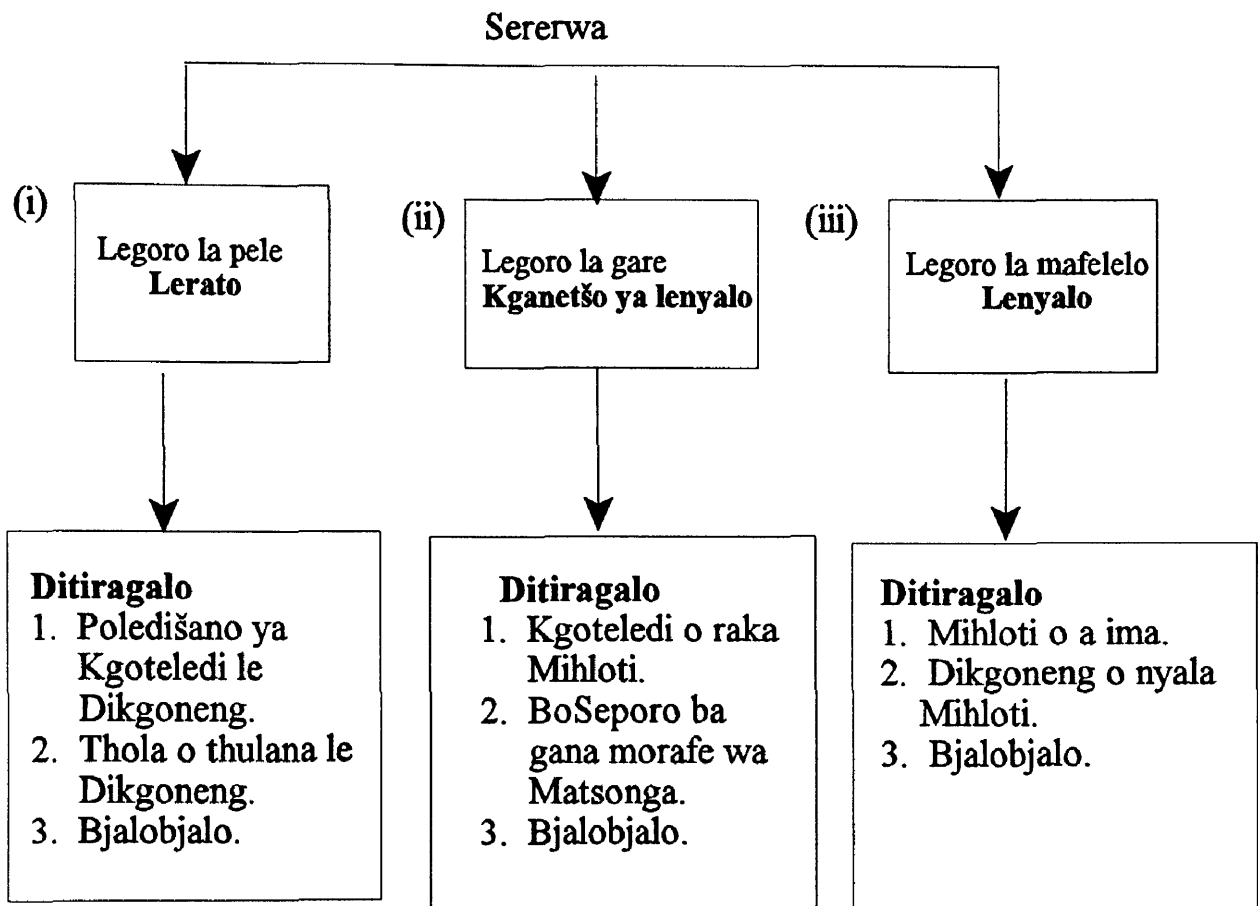 Sererwa
(i)
Legoro la pele
Lerato
(ii)
Legoro la gare
Kganetšo ya lenyalo
(iii)
Legoro la mafelelo
Lenyalo
Ditiragalo
1. Poledišano ya
Kgoteledi le
Dikgoneng.
2. Thola o thulana le
Dikgoneng.
3. Bjalobjalo.
Ditiragalo
1. Kgoteledi o raka
Mihloti.
2. BoSeporo ba
gana morafe wa
Matsonga.
3. Bjalobjalo.
Ditiragalo
1. Mihloti o a ima.
2. Dikgoneng o nyala
Mihloti.
3. Bjalobjalo.